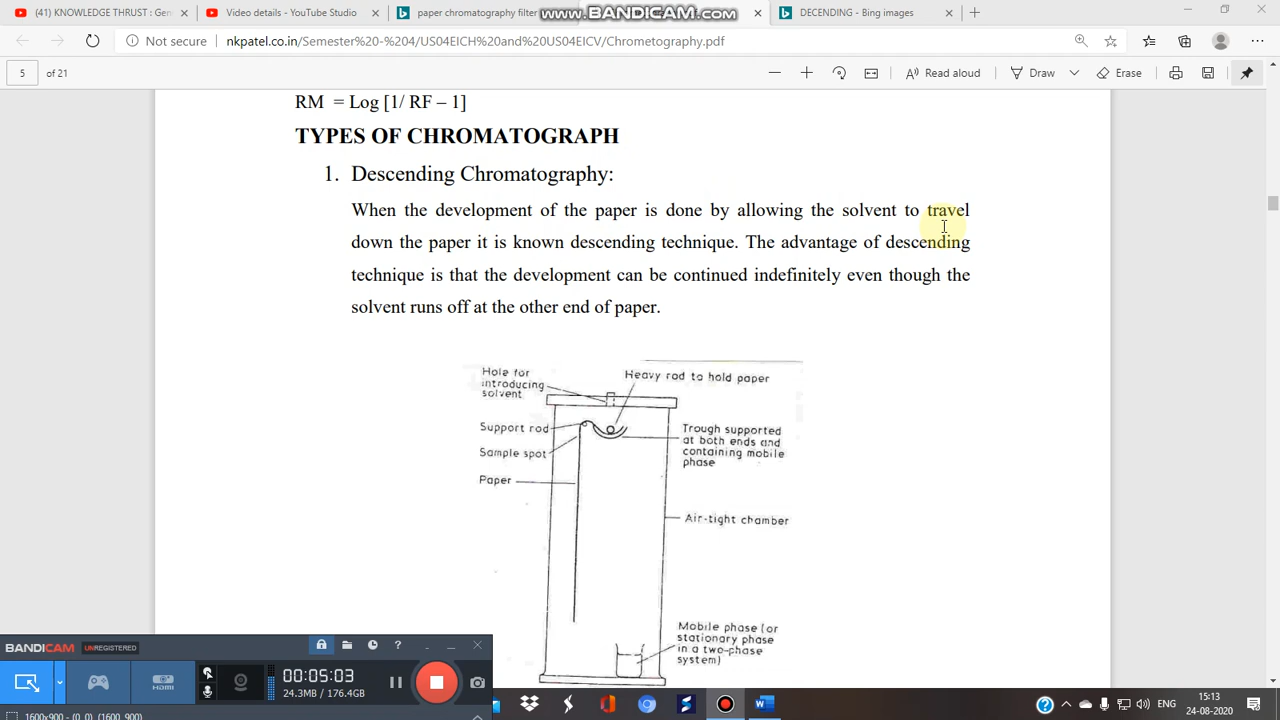 (41) KNOWLEDGE THRUST : Gen
Video details - YouTube Studio
paper chromatography filter
www.BANDICAM.com
DECENDING - Bing images
Not secure
nkpatel.co.in/Semester%20-%204/US04EICH%20and%20US04EICV/Chrometography.pdf
5 of 21
Read aloud
Draw
Erase
RM = Log [1/ RF – 1]
TYPES OF CHROMATOGRAPH
1. Descending Chromatography:
When the development of the paper is done by allowing the solvent to travel
down the paper it is known descending technique. The advantage of descending
technique is that the development can be continued indefinitely even though the
solvent runs off at the other end of paper.
Hole for
introducing
solvent
Heavy rod to hold paper
Support rod
Sample spot
Paper
Trough supported
at both ends and
containing mobile
phase
Air-tight chamber
Mobile phase (or
stationary phase
in a two-phase
system)
BANDICAM UNREGISTERED
HDMI
00:05:03
24.3MB / 176.4GB
1600x900 - (0, 0), (1600, 900)
ENG
15:13
24-08-2020